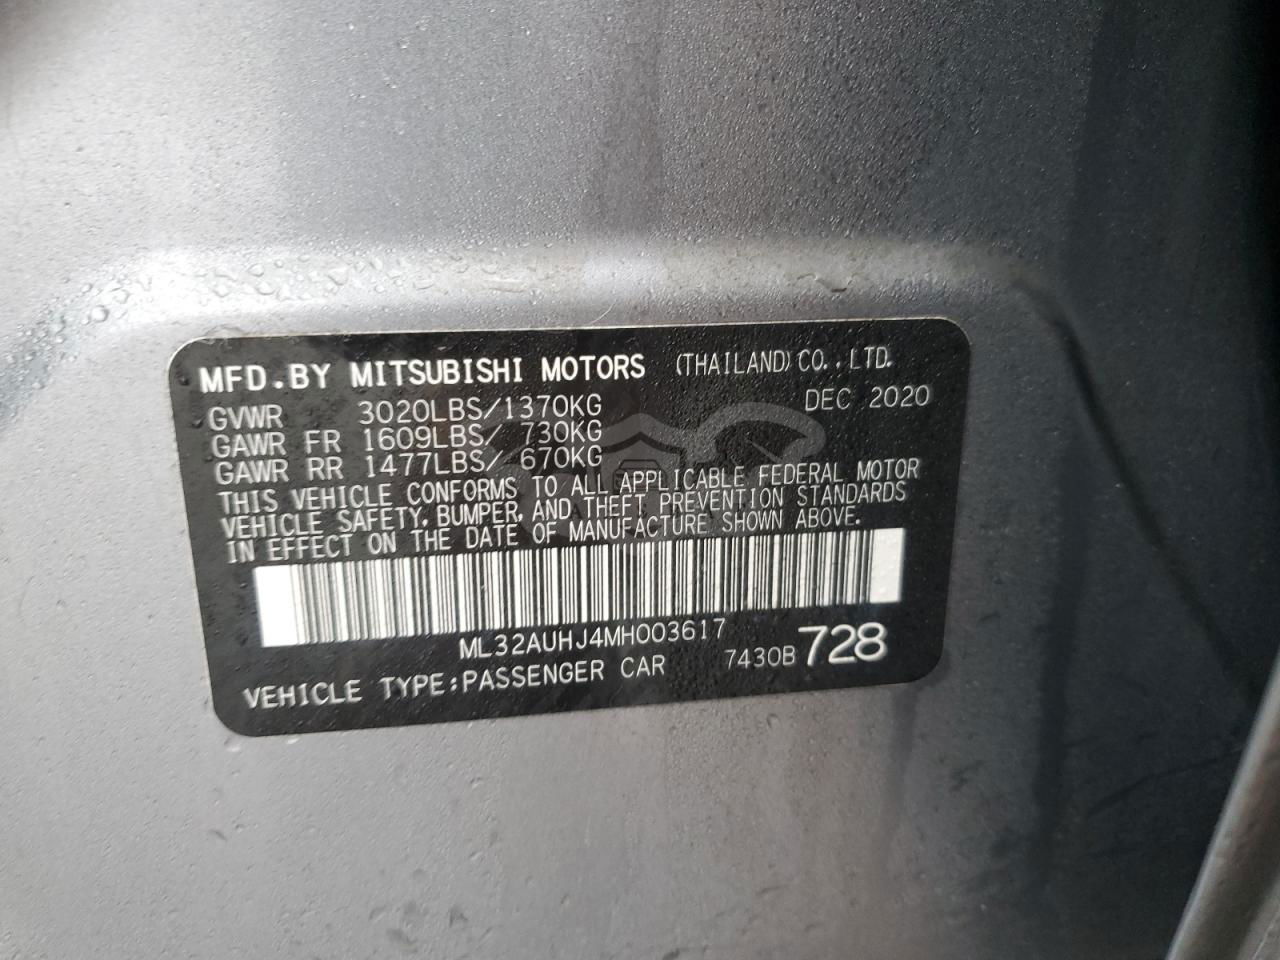 MFD.BY MITSUBISHI MOTORS (THAILAND) CO., LTD.
GVWR 3020LBS/1370KG DEC 2020
GAWR FR 1609LBS/ 730KG
GAWR RR 1477LBS/ 670KG
THIS VEHICLE CONFORMS TO ALL APPLICABLE FEDERAL MOTOR
VEHICLE SAFETY, BUMPER, AND THEFT PREVENTION STANDARDS
IN EFFECT ON THE DATE OF MANUFACTURE SHOWN ABOVE.
ML32AUHJ4MH003617
VEHICLE TYPE:PASSENGER CAR 7430B 728